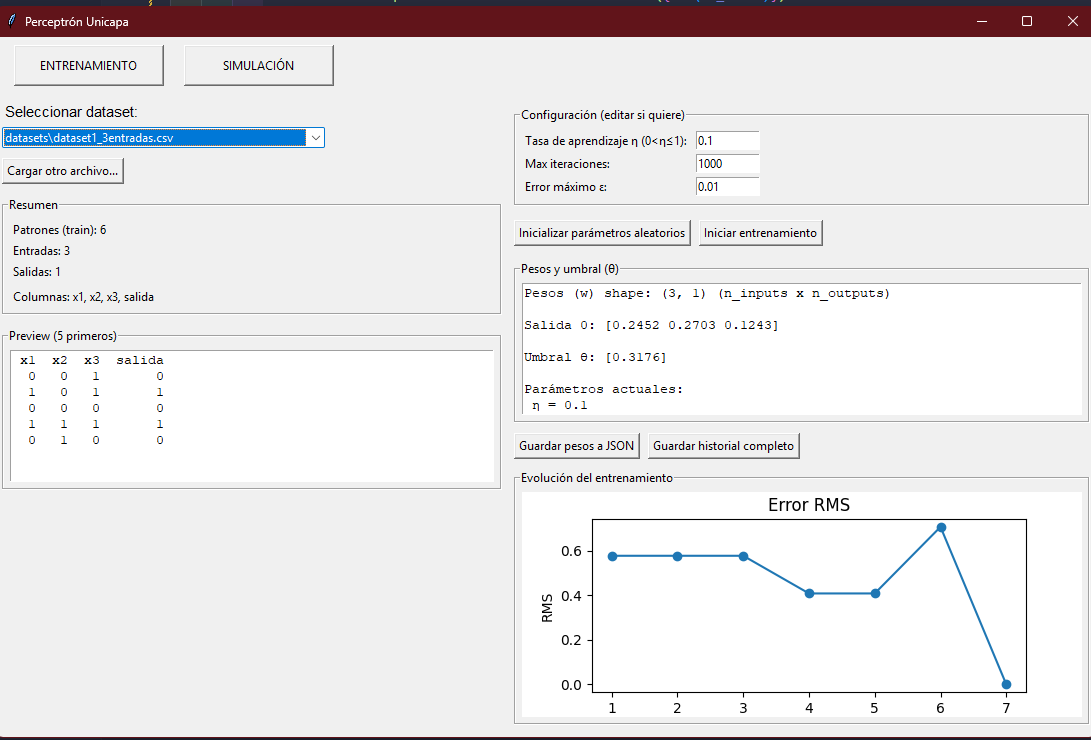 Perceptrón Unicapa
ENTRENAMIENTO
SIMULACIÓN
Seleccionar dataset:
datasets\dataset1_3entradas.csv
Cargar otro archivo...
Resumen
Patrones (train): 6
Entradas: 3
Salidas: 1
Columnas: x1, x2, x3, salida
Preview (5 primeros)
x1 x2 x3 salida
0 0 1 0
1 0 1 1
0 0 0 0
1 1 1 1
0 1 0 0
Configuración (editar si quiere)
Tasa de aprendizaje η (0<η≤1): 0.1
Max iteraciones: 1000
Error máximo ε: 0.01
Inicializar parámetros aleatorios
Iniciar entrenamiento
Pesos y umbral (θ)
Pesos (w) shape: (3, 1) (n_inputs x n_outputs)
Salida 0: [0.2452 0.2703 0.1243]
Umbral θ: [0.3176]
Parámetros actuales:
η = 0.1
Guardar pesos a JSON
Guardar historial completo
Evolución del entrenamiento
Error RMS
RMS
0.6
0.4
0.2
0.0
1 2 3 4 5 6 7